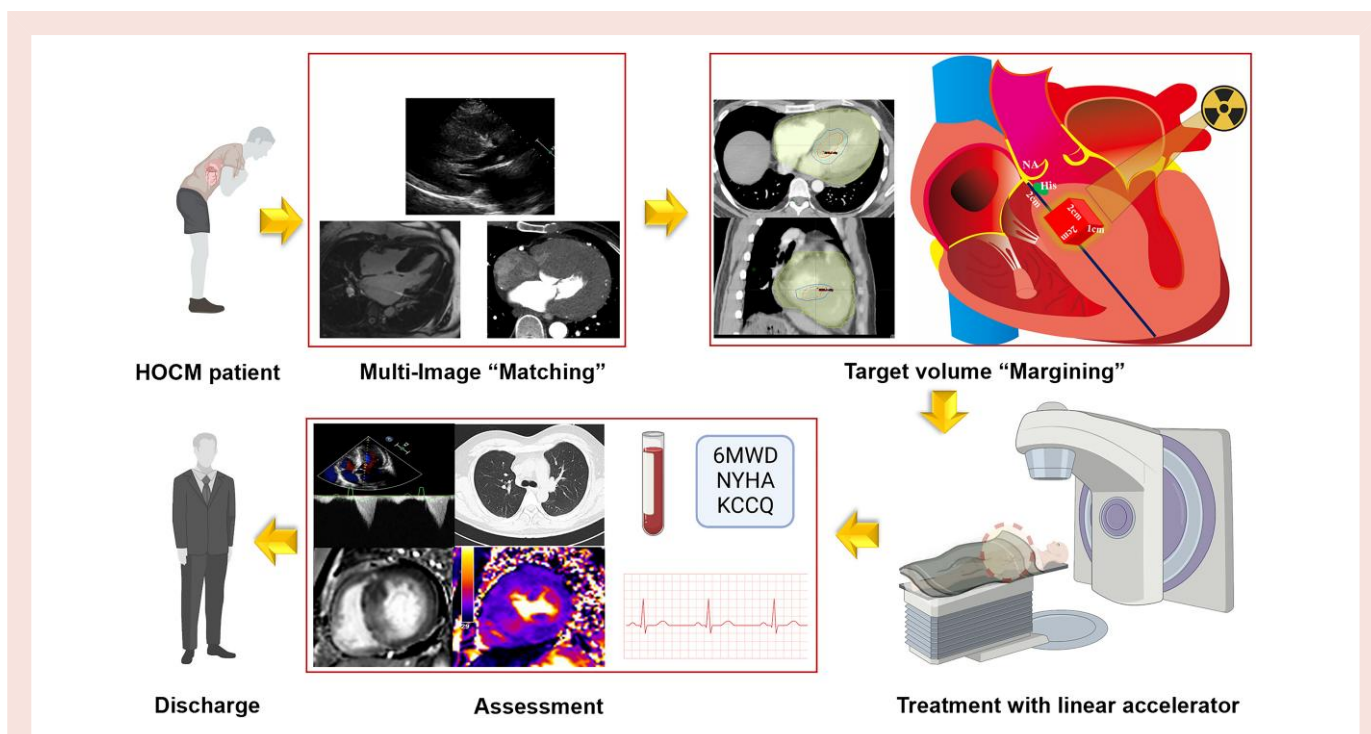 NA
His
2cm
2cm
1cm
2cm
HOCM patient
Multi-Image “Matching”
Target volume “Margining”
6MWD
NYHA
KCCQ
Discharge
Assessment
Treatment with linear accelerator